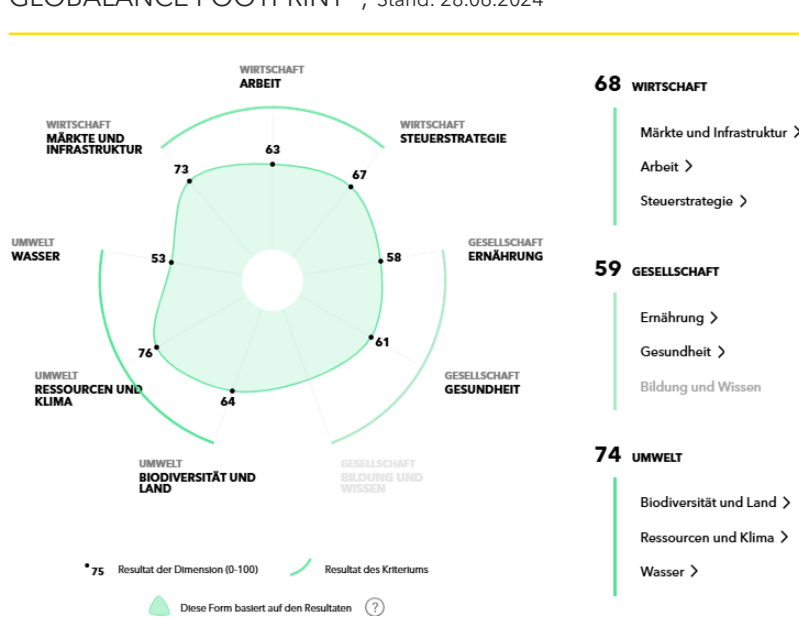 GLOBALANCE FOOTPRINT®, Stand: 28.06.2024
WIRTSCHAFT
ARBEIT
WIRTSCHAFT
MÄRKTE UND
INFRASTRUKTUR
WIRTSCHAFT
STEUERSTRATEGIE
73
63
67
UMWELT
WASSER
53
58
GESELLSCHAFT
ERNÄHRUNG
76
61
64
UMWELT
RESSOURCEN UND
KLIMA
GESELLSCHAFT
GESUNDHEIT
UMWELT
BIODIVERSITÄT UND
LAND
GESELLSCHAFT
BILDUNG UND
WISSEN
75 Resultat der Dimension (0-100)
Resultat des Kriteriums
Diese Form basiert auf den Resultaten ?
68 WIRTSCHAFT
Märkte und Infrastruktur >
Arbeit >
Steuerstrategie >
59 GESELLSCHAFT
Ernährung >
Gesundheit >
Bildung und Wissen
74 UMWELT
Biodiversität und Land >
Ressourcen und Klima >
Wasser >